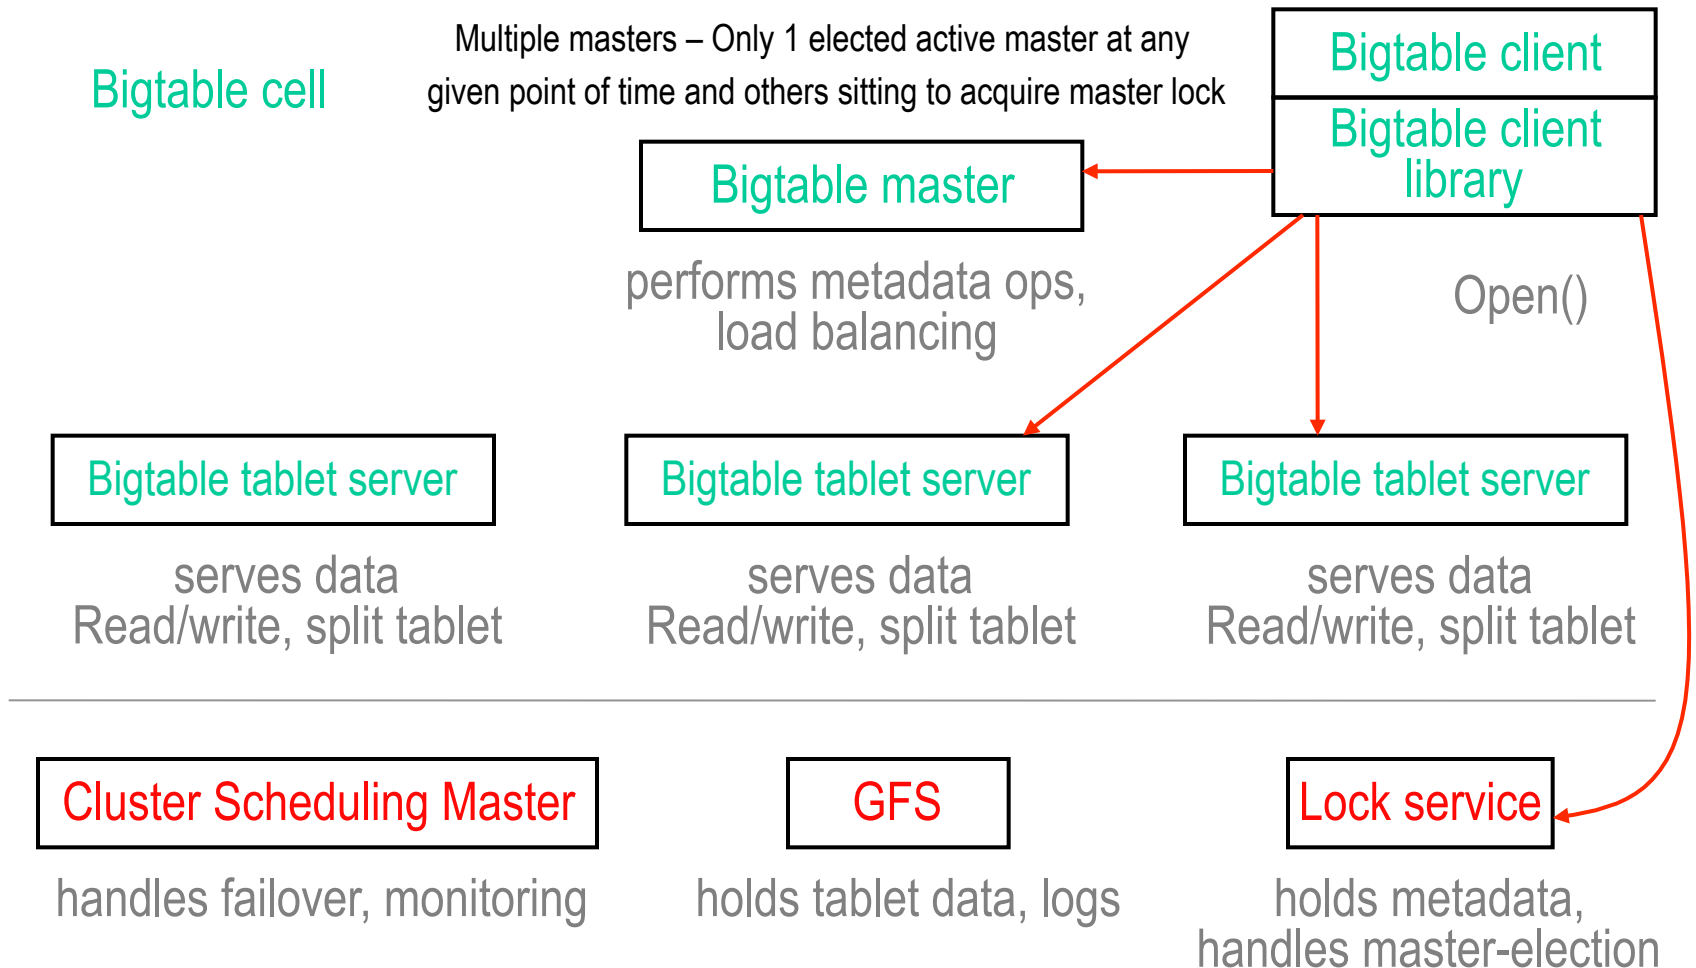 Multiple masters – Only 1 elected active master at any
given point of time and others sitting to acquire master lock
Bigtable cell
Bigtable client
Bigtable client
library
Bigtable master
performs metadata ops,
load balancing
Open()
Bigtable tablet server
Bigtable tablet server
Bigtable tablet server
serves data
Read/write, split tablet
serves data
Read/write, split tablet
serves data
Read/write, split tablet
Cluster Scheduling Master
GFS
Lock service
handles failover, monitoring
holds tablet data, logs
holds metadata,
handles master-election